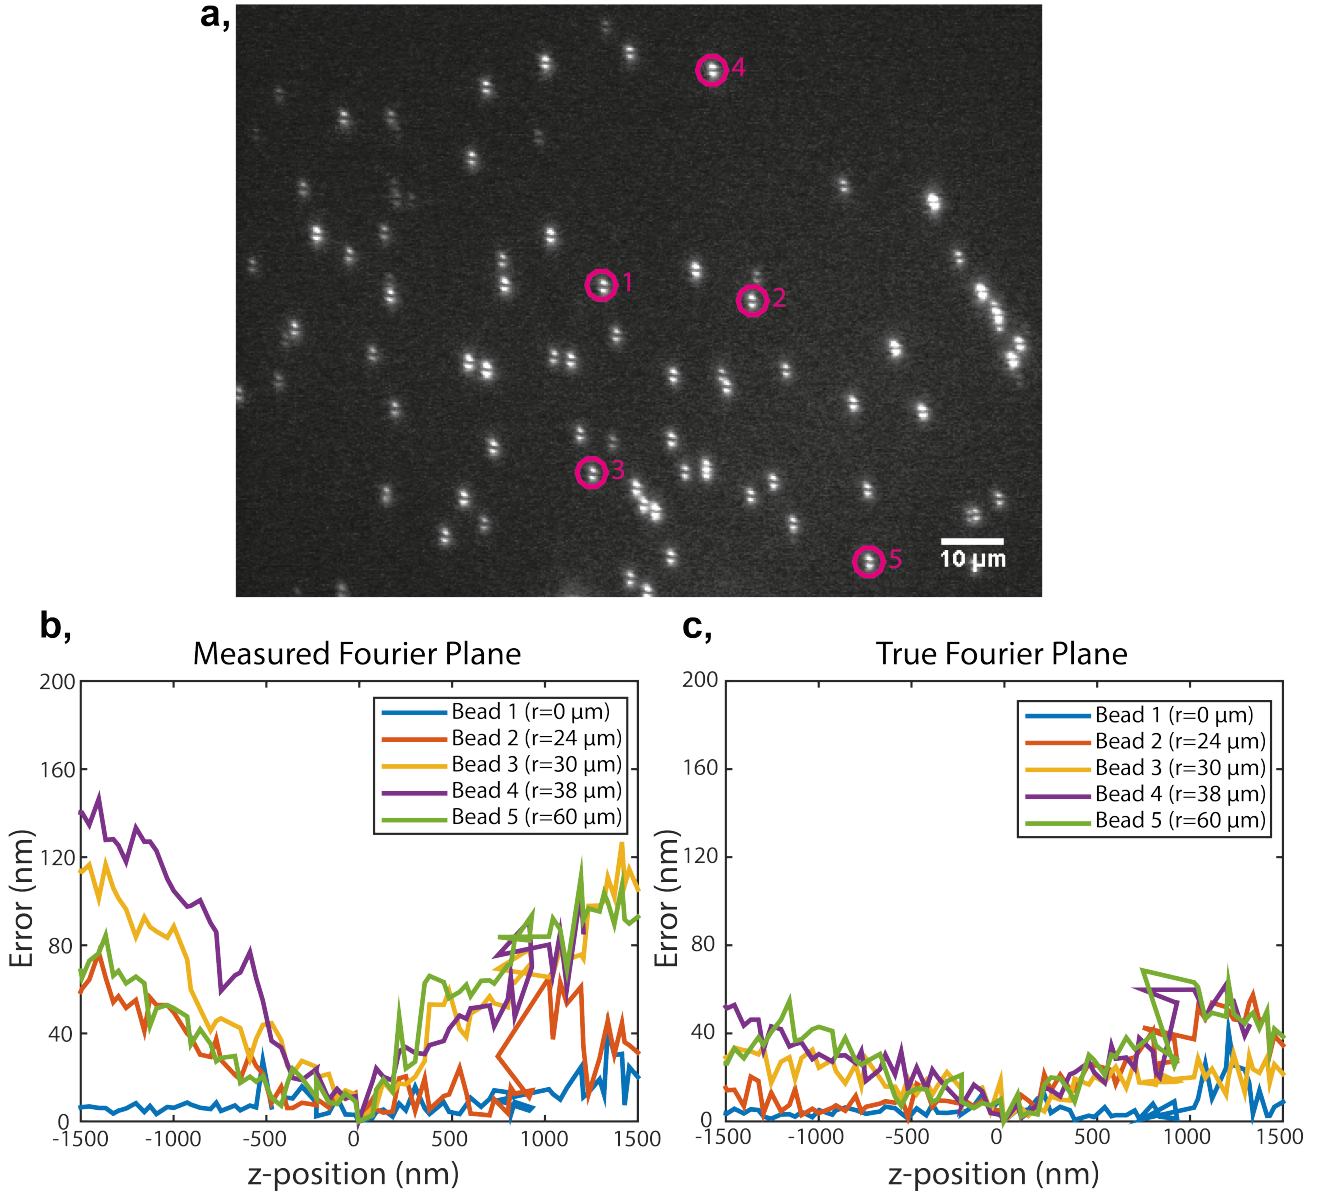 a,
4
1
2
3
5
10 µm
b,
Measured Fourier Plane
200
160
120
80
40
0
-1500
-1000
-500
0
500
1000
1500
Error (nm)
z-position (nm)
Bead 1 (r=0 µm)
Bead 2 (r=24 µm)
Bead 3 (r=30 µm)
Bead 4 (r=38 µm)
Bead 5 (r=60 µm)
c,
True Fourier Plane
200
160
120
80
40
0
-1500
-1000
-500
0
500
1000
1500
Error (nm)
z-position (nm)
Bead 1 (r=0 µm)
Bead 2 (r=24 µm)
Bead 3 (r=30 µm)
Bead 4 (r=38 µm)
Bead 5 (r=60 µm)